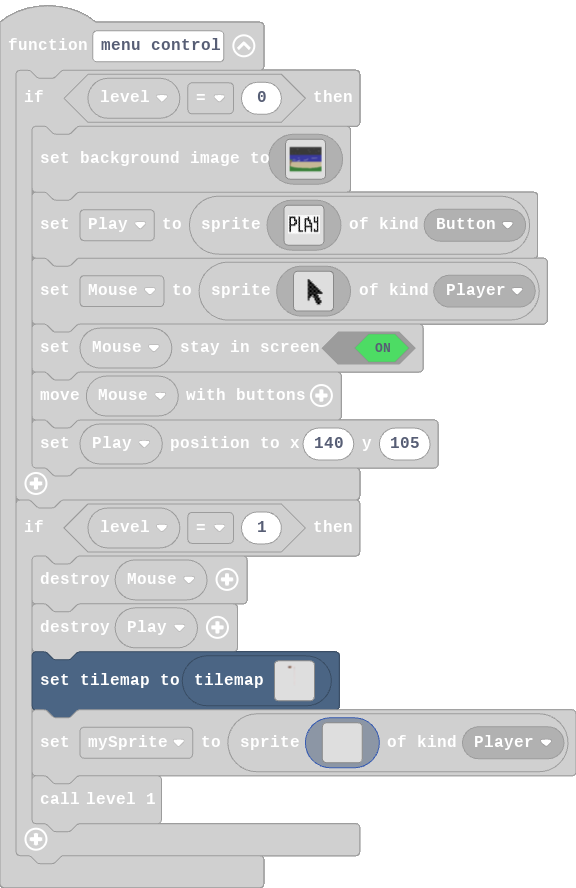 function menu control
if level = 0 then
set background image to
set Play to sprite PLAY of kind Button
set Mouse to sprite of kind Player
set Mouse stay in screen ON
move Mouse with buttons
set Play position to x 140 y 105
if level = 1 then
destroy Mouse
destroy Play
set tilemap to tilemap
set mySprite to sprite of kind Player
call level 1